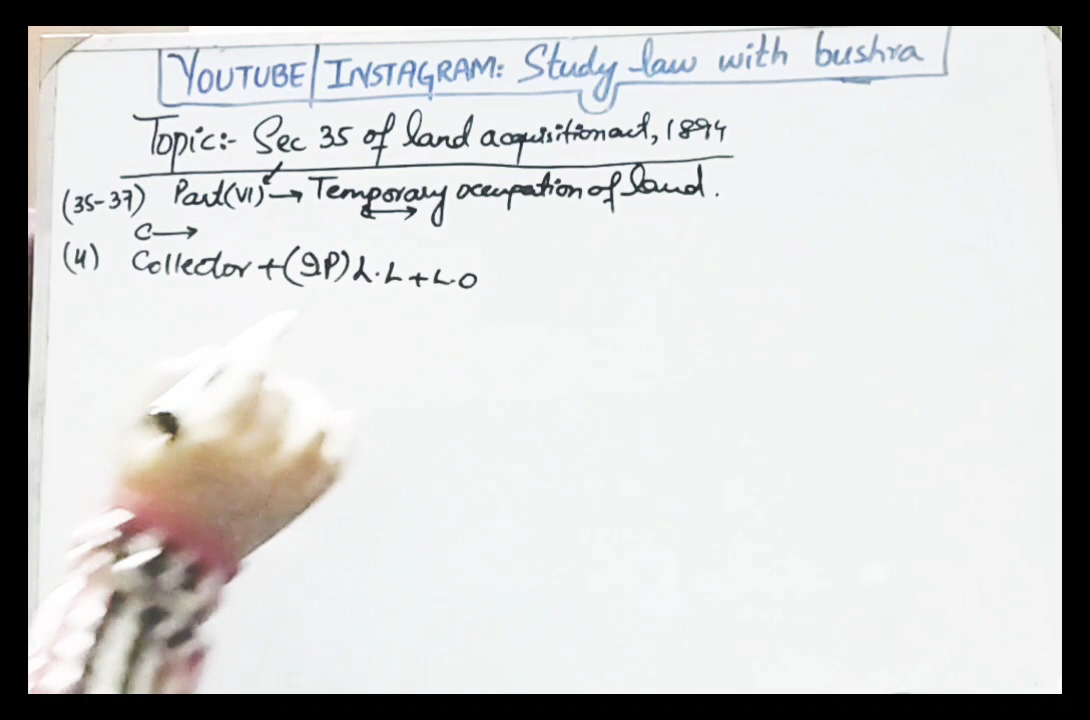 YOUTUBE/INSTAGRAM: Study law with bushra
Topic:- Sec 35 of land acquisition act, 1894
(35-37) Part(VI) → Temporary occupation of land.
C→
(4) Collector + (IP) L.L + L.O